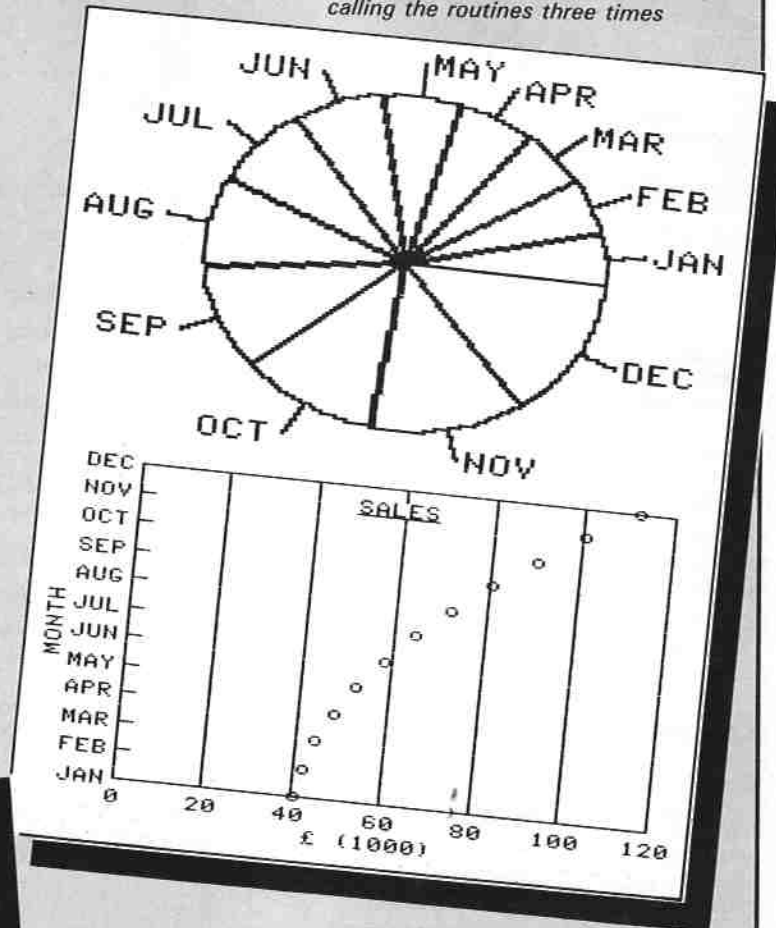 calling the routines three times
JUN
MAY
APR
JUL
MAR
AUG
FEB
JAN
SEP
DEC
OCT
NOV
DEC
NOV
SALES
OCT
SEP
AUG
JUL
MONTH
JUN
MAY
APR
MAR
FEB
JAN
0 20 40 60 80 100 120
£ (1000)